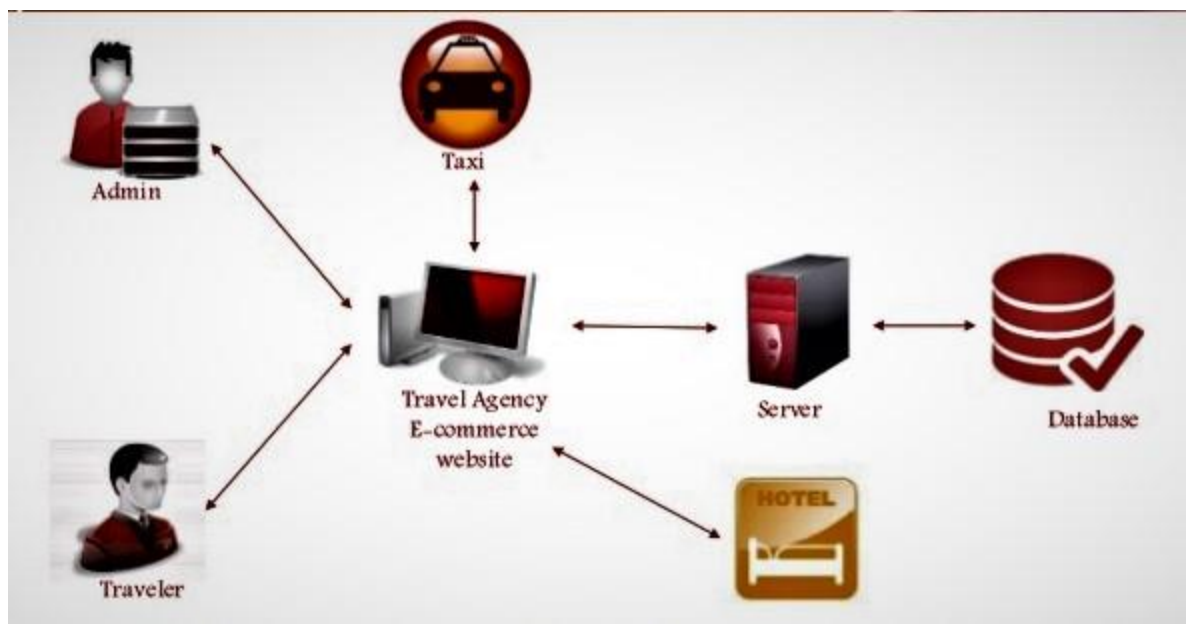 Taxi
Admin
Travel Agency
E-commerce
website
Server
Database
HOTEL
Traveler